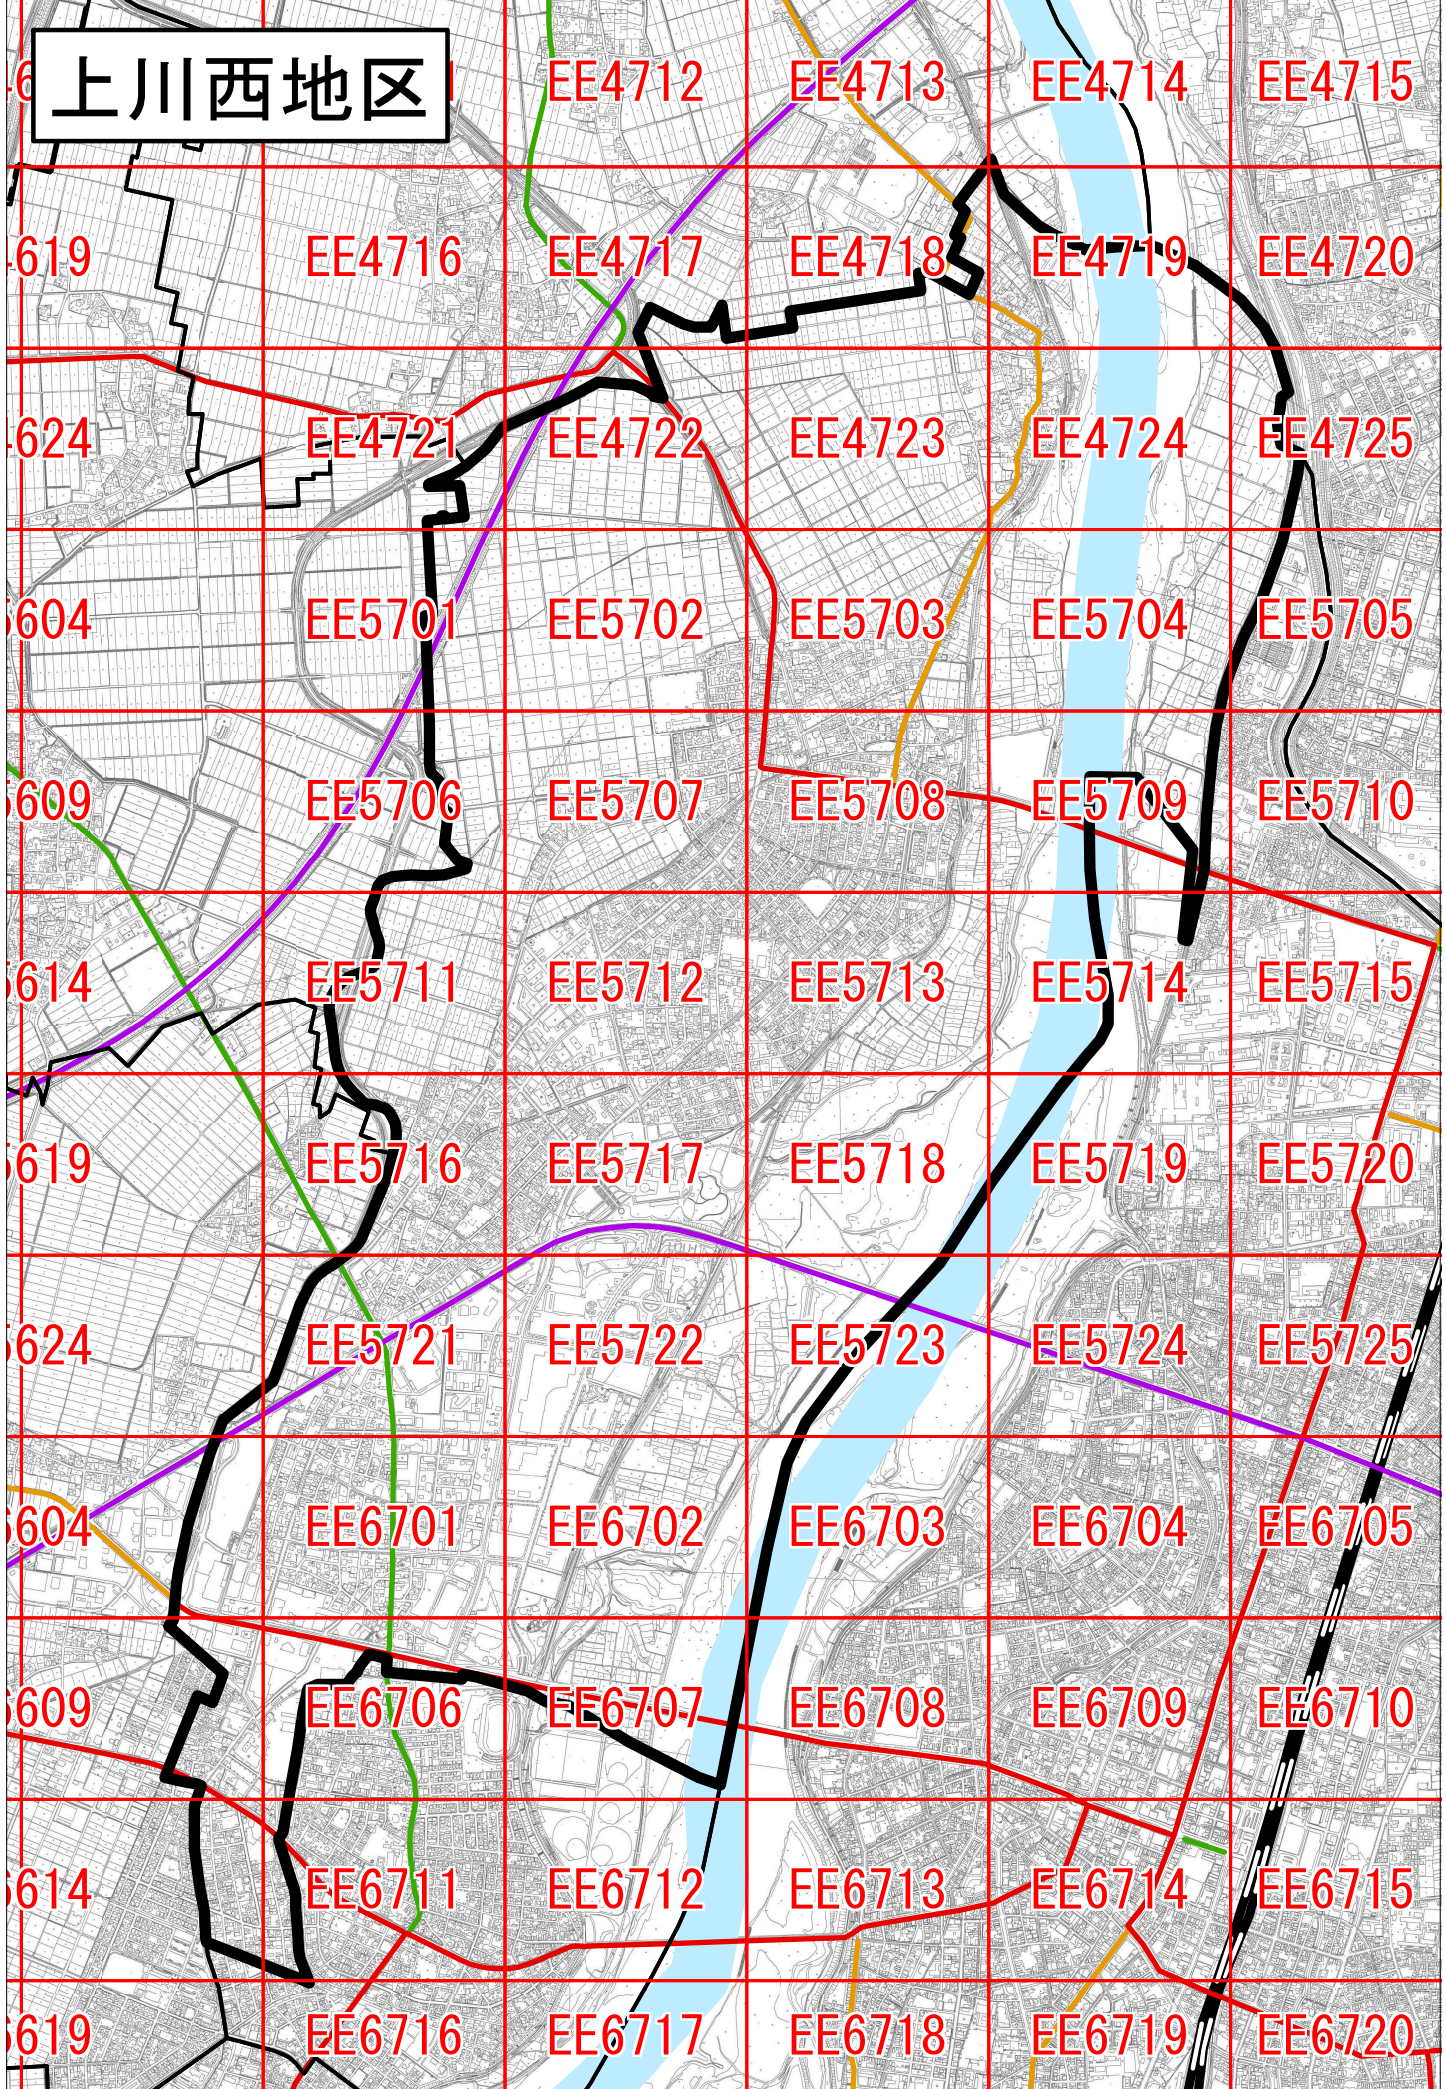 上川西地区
EE4712 EE4713 EE4714 EE4715
619 EE4716 EE4717 EE4718 EE4719 EE4720
624 EE4721 EE4722 EE4723 EE4724 EE4725
604 EE5701 EE5702 EE5703 EE5704 EE5705
609 EE5706 EE5707 EE5708 EE5709 EE5710
614 EE5711 EE5712 EE5713 EE5714 EE5715
619 EE5716 EE5717 EE5718 EE5719 EE5720
624 EE5721 EE5722 EE5723 EE5724 EE5725
604 EE6701 EE6702 EE6703 EE6704 EE6705
609 EE6706 EE6707 EE6708 EE6709 EE6710
614 EE6711 EE6712 EE6713 EE6714 EE6715
619 EE6716 EE6717 EE6718 EE6719 EE6720